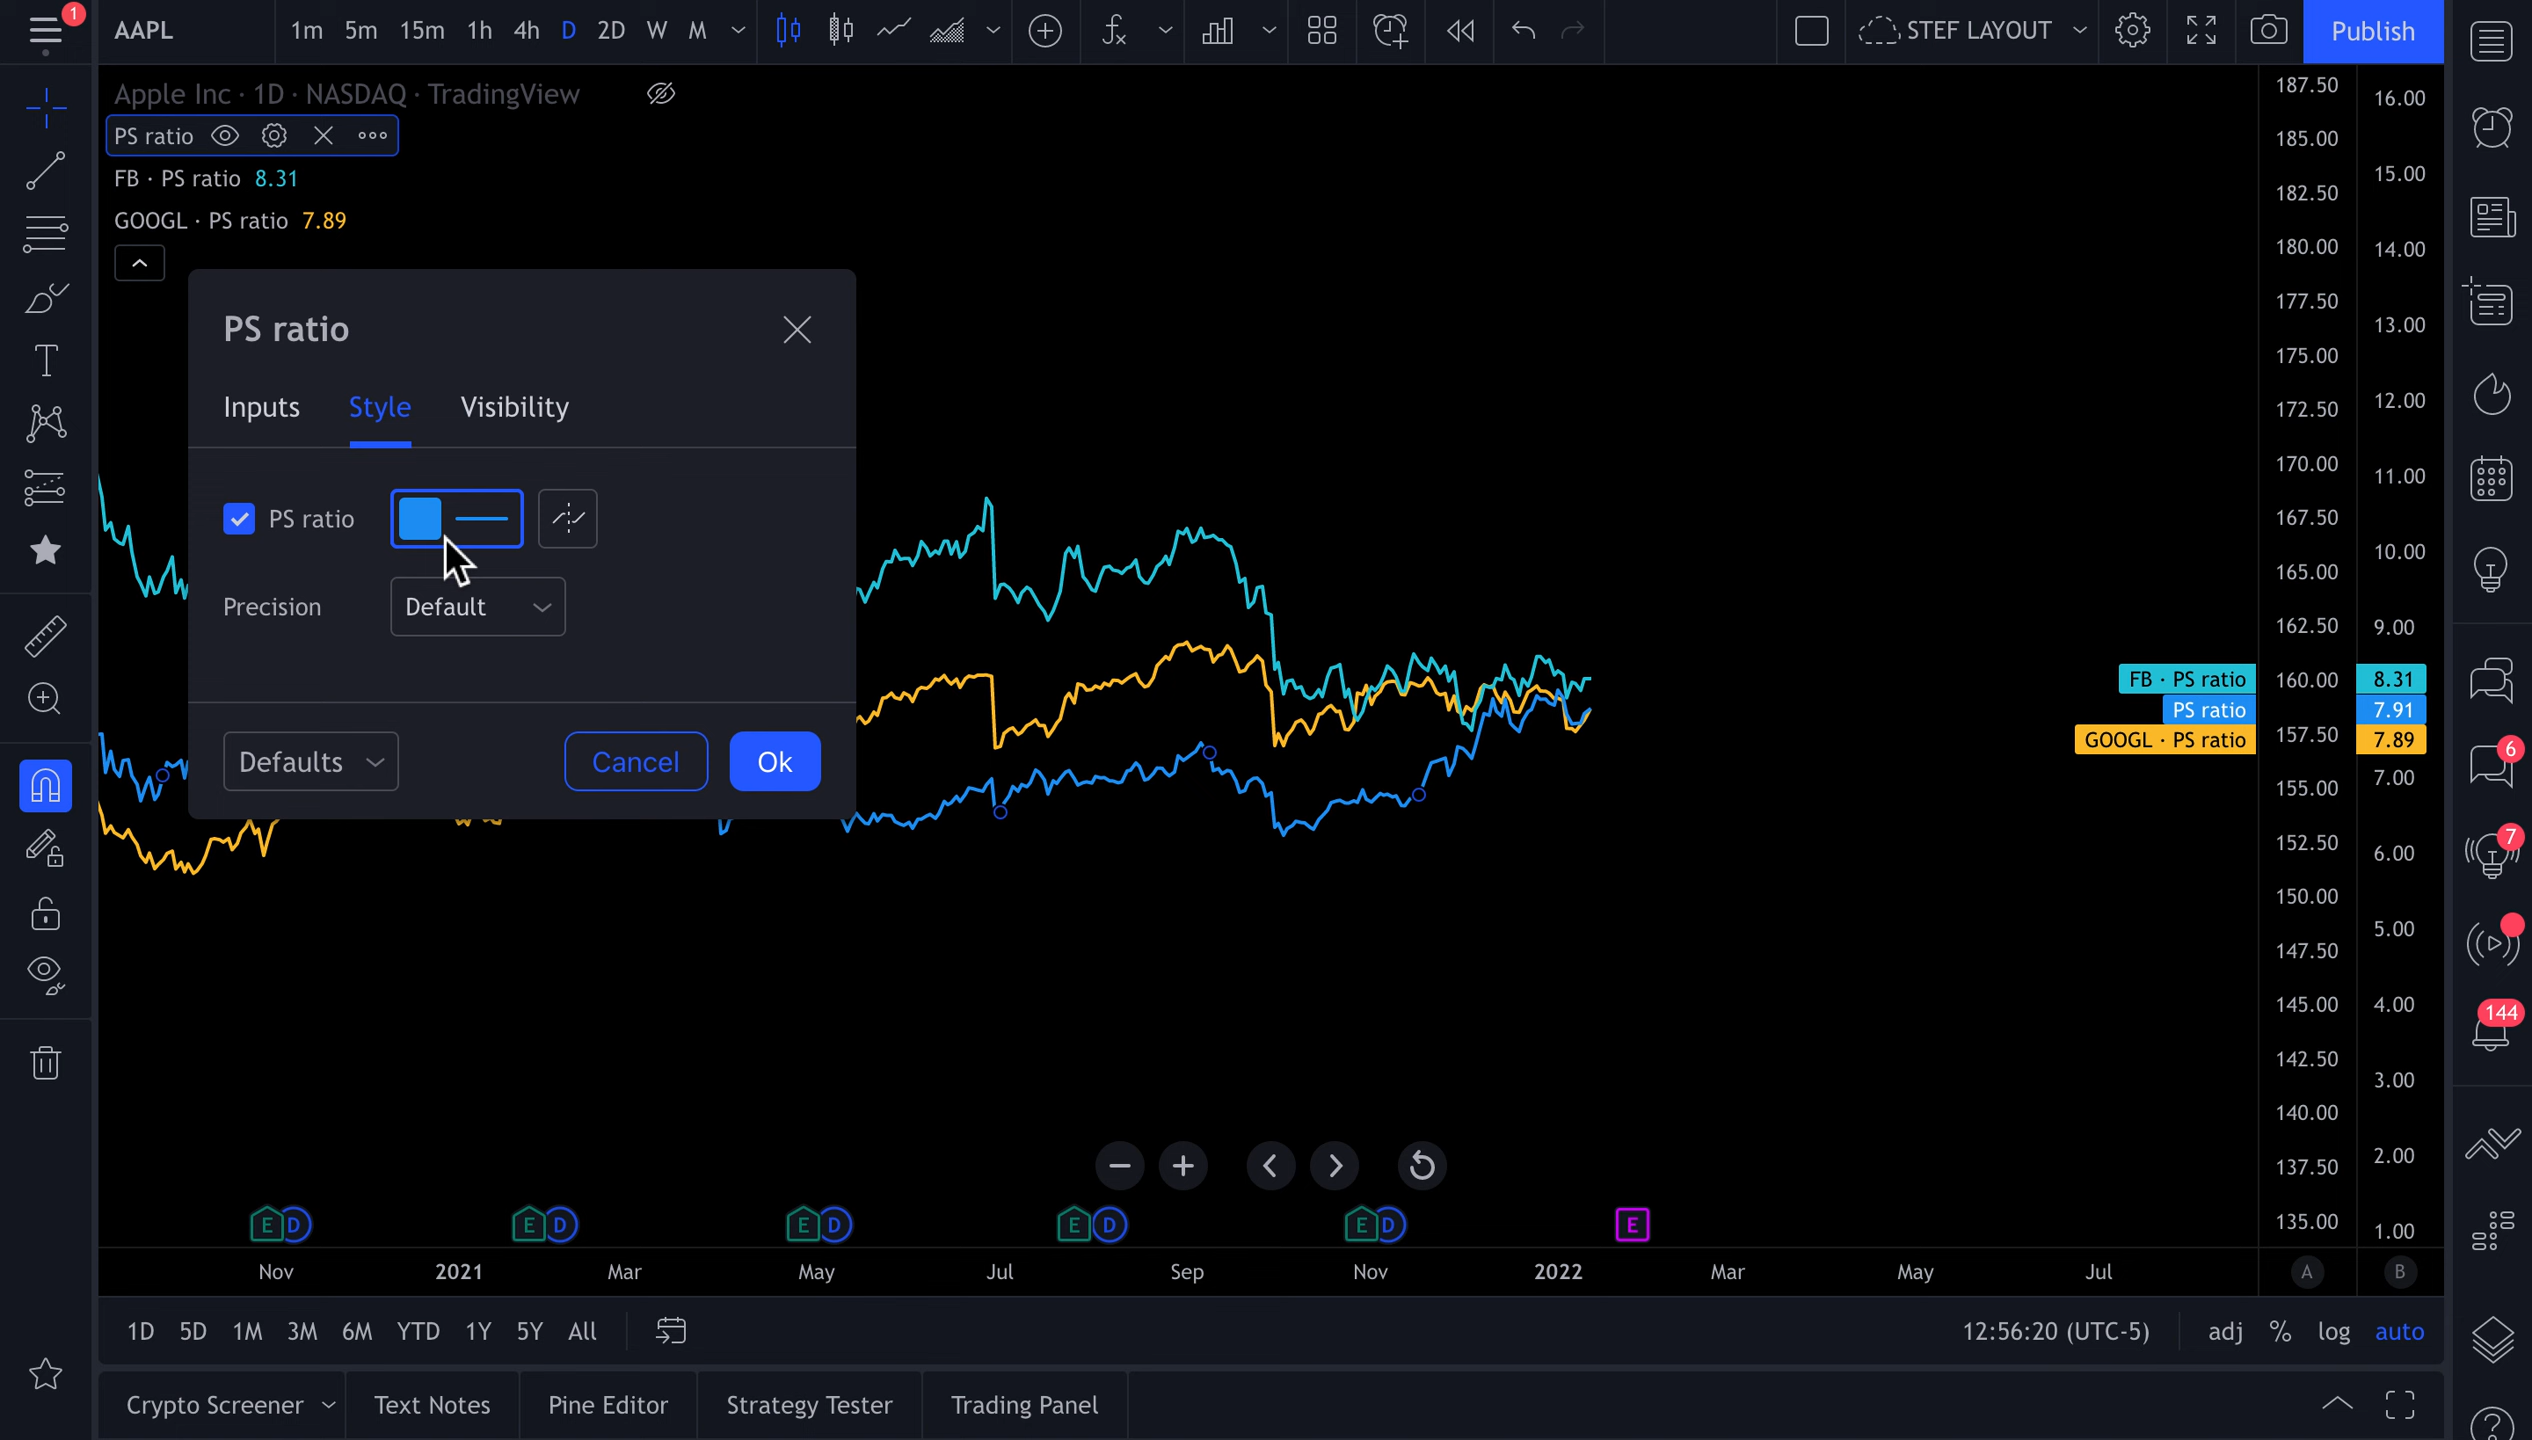 1
AAPL 1m 5m 15m 1h 4h D 2D W M STEF LAYOUT Publish
Apple Inc · 1D · NASDAQ · TradingView
PS ratio
FB · PS ratio 8.31
GOOGL · PS ratio 7.89
PS ratio
Inputs Style Visibility
PS ratio
Precision Default
Defaults Cancel Ok
187.50
185.00
182.50
180.00
177.50
175.00
172.50
170.00
167.50
165.00
162.50
160.00
157.50
155.00
152.50
150.00
147.50
145.00
142.50
140.00
137.50
135.00
16.00
15.00
14.00
13.00
12.00
11.00
10.00
9.00
7.00
6.00
5.00
4.00
3.00
2.00
1.00
FB · PS ratio 8.31
PS ratio 7.91
GOOGL · PS ratio 7.89
6
7
144
E D E D E D E D E D E
Nov 2021 Mar May Jul Sep Nov 2022 Mar May Jul A B
1D 5D 1M 3M 6M YTD 1Y 5Y All 12:56:20 (UTC-5) adj % log auto
Crypto Screener Text Notes Pine Editor Strategy Tester Trading Panel